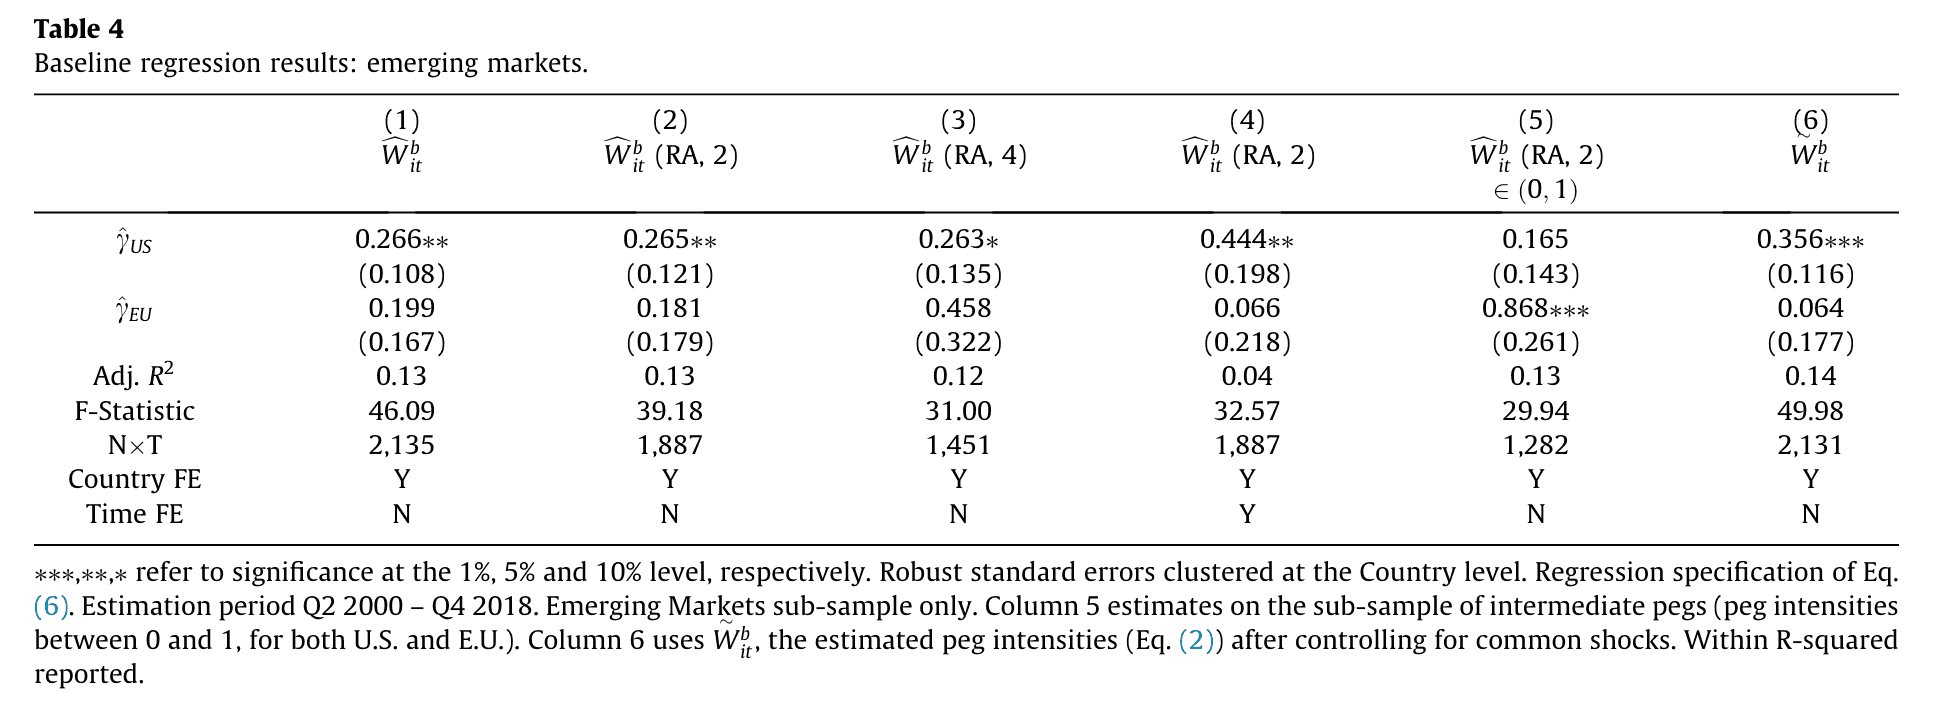 Table 4
Baseline regression results: emerging markets.
(1) (2) (3) (4) (5) (6)
$\widehat{W}^b_{it}$ $\widehat{W}^b_{it}$ (RA, 2) $\widehat{W}^b_{it}$ (RA, 4) $\widehat{W}^b_{it}$ (RA, 2) $\widehat{W}^b_{it}$ (RA, 2) $\widetilde{W}^b_{it}$
∈ (0, 1)
$\hat{\gamma}_{US}$ 0.266∗∗ 0.265∗∗ 0.263∗ 0.444∗∗ 0.165 0.356∗∗∗
(0.108) (0.121) (0.135) (0.198) (0.143) (0.116)
$\hat{\gamma}_{EU}$ 0.199 0.181 0.458 0.066 0.868∗∗∗ 0.064
(0.167) (0.179) (0.322) (0.218) (0.261) (0.177)
Adj. R² 0.13 0.13 0.12 0.04 0.13 0.14
F-Statistic 46.09 39.18 31.00 32.57 29.94 49.98
N×T 2,135 1,887 1,451 1,887 1,282 2,131
Country FE Y Y Y Y Y Y
Time FE N N N Y N N
∗∗∗,∗∗,∗ refer to significance at the 1%, 5% and 10% level, respectively. Robust standard errors clustered at the Country level. Regression specification of Eq.
(6). Estimation period Q2 2000 – Q4 2018. Emerging Markets sub-sample only. Column 5 estimates on the sub-sample of intermediate pegs (peg intensities
between 0 and 1, for both U.S. and E.U.). Column 6 uses $\widetilde{W}^b_{it}$, the estimated peg intensities (Eq. (2)) after controlling for common shocks. Within R-squared
reported.